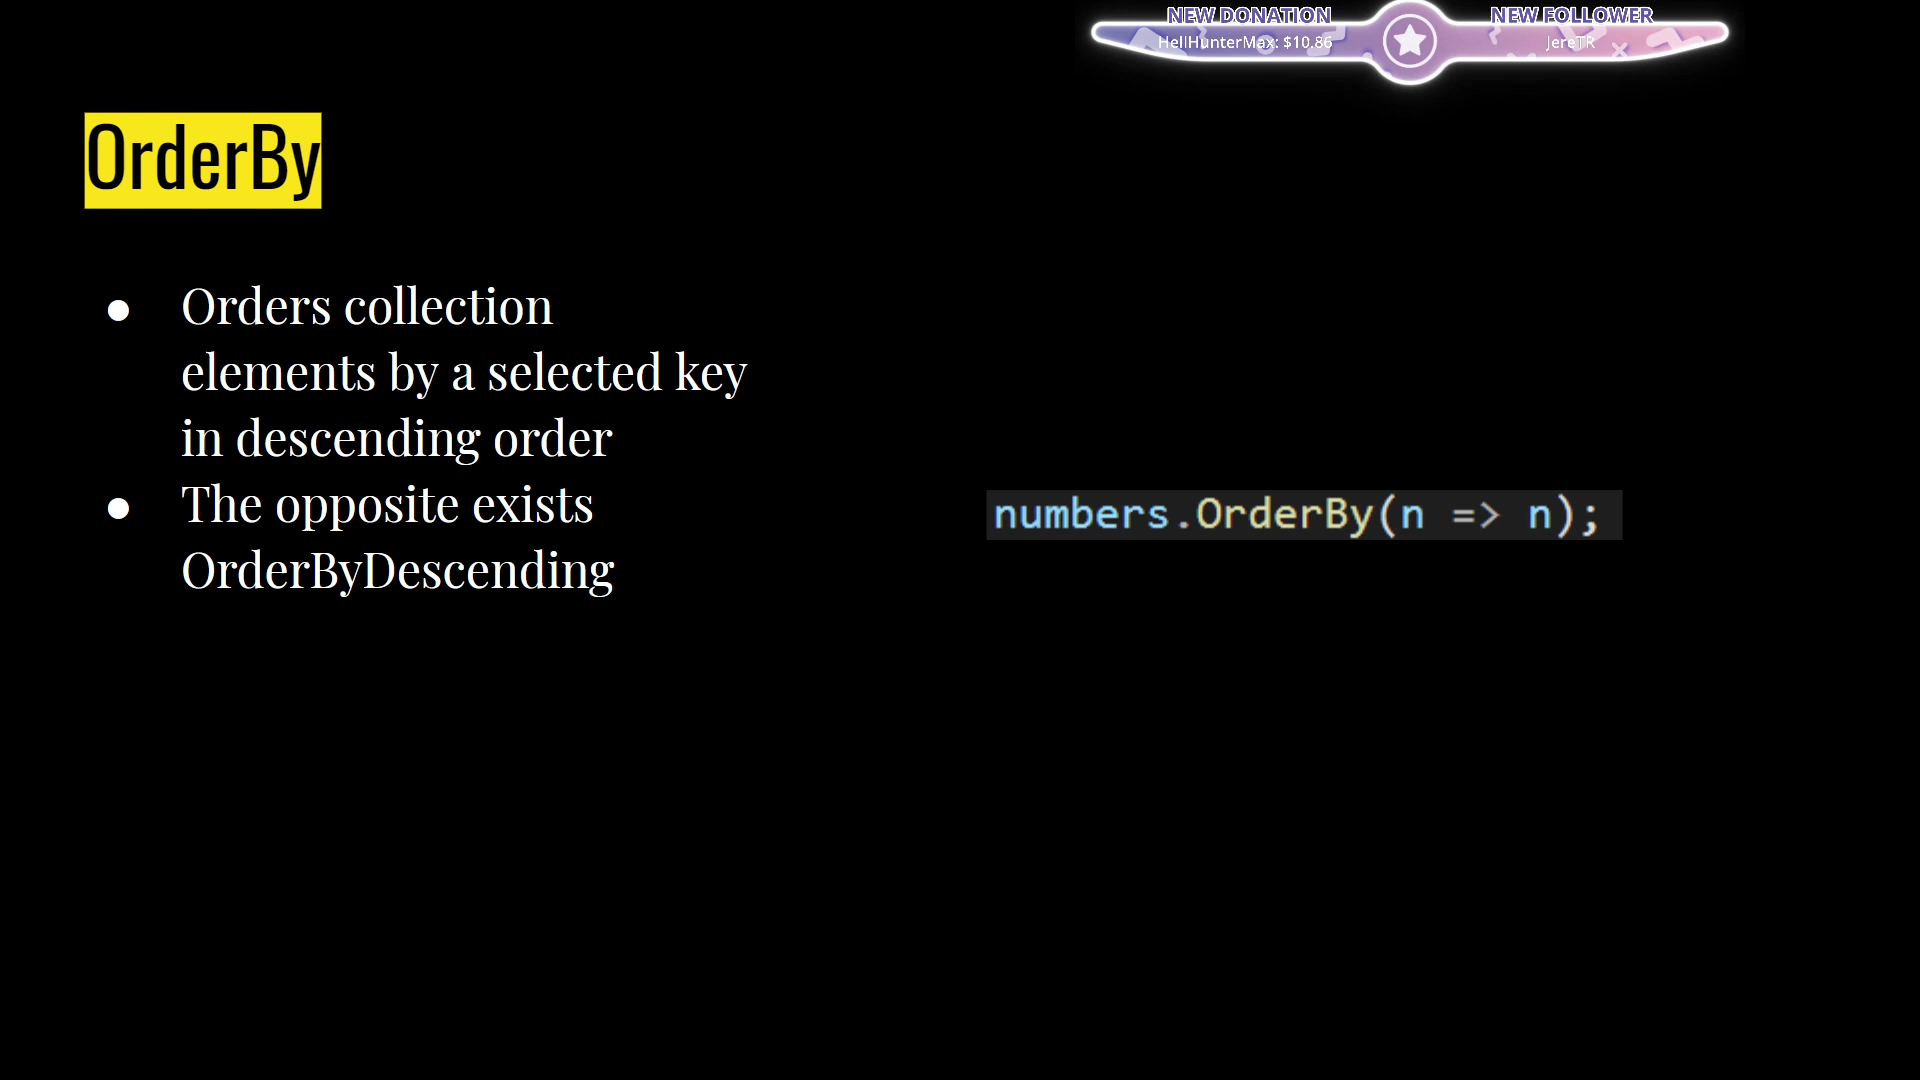 NEW DONATION
HellHunterMax: $10.86
NEW FOLLOWER
JereTR
OrderBy
● Orders collection
elements by a selected key
in descending order
● The opposite exists
OrderByDescending
numbers.OrderBy(n => n);